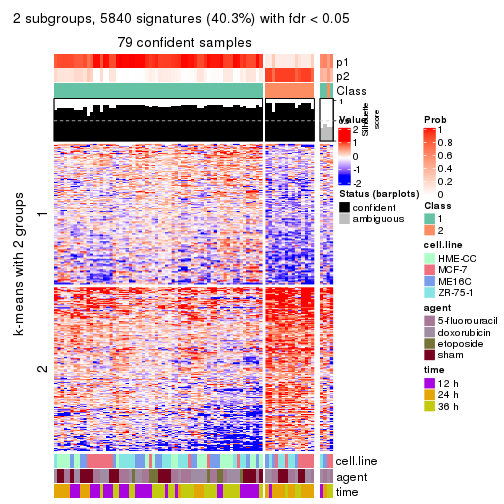 2 subgroups, 5840 signatures (40.3%) with fdr < 0.05
79 confident samples
p1
p2
Class
1
Silhouette
score
k-means with 2 groups
1
2
cell.line
agent
time
Value
2
1
0
-1
-2
Status (barplots)
confident
ambiguous
Prob
1
0.8
0.6
0.4
0.2
0
Class
1
2
cell.line
HME-CC
MCF-7
ME16C
ZR-75-1
agent
5-fluorouracil
doxorubicin
etoposide
sham
time
12 h
24 h
36 h